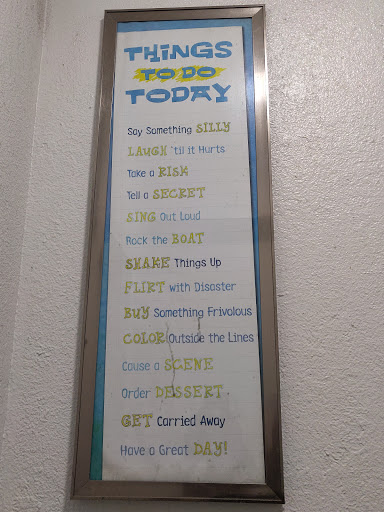 THINGS
TO DO
TODAY
Say Something SILLY
LAUGH 'til it Hurts
Take a RISK
Tell a SECRET
SING Out Loud
Rock the BOAT
SHAKE Things Up
FLIRT with Disaster
BUY Something Frivolous
COLOR Outside the Lines
Cause a SCENE
Order DESSERT
GET Carried Away
Have a Great DAY!